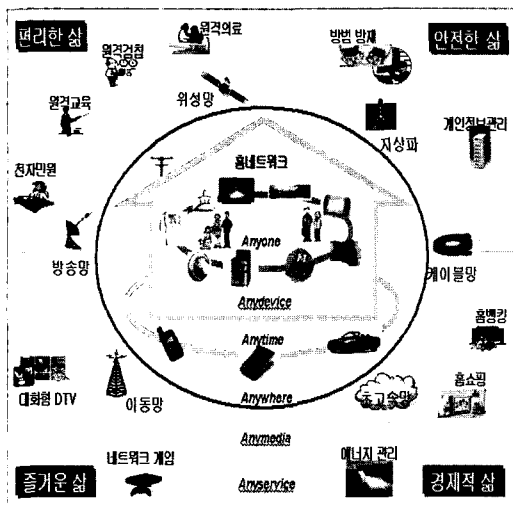 편리한 삶
원격의료
방범 방재
안전한 삶
원격검침
위성망
원격교육
지상파
개인정보관리
홈네트워크
천자만원
Anyone
방송망
케이블망
Anydevice
홈뱅킹
Anytime
홈쇼핑
대화형 DTV
이동망
Anywhere
초고속망
Anymedia
네트워크 게임
에너지 관리
즐거운 삶
Anyservice
경제적 삶